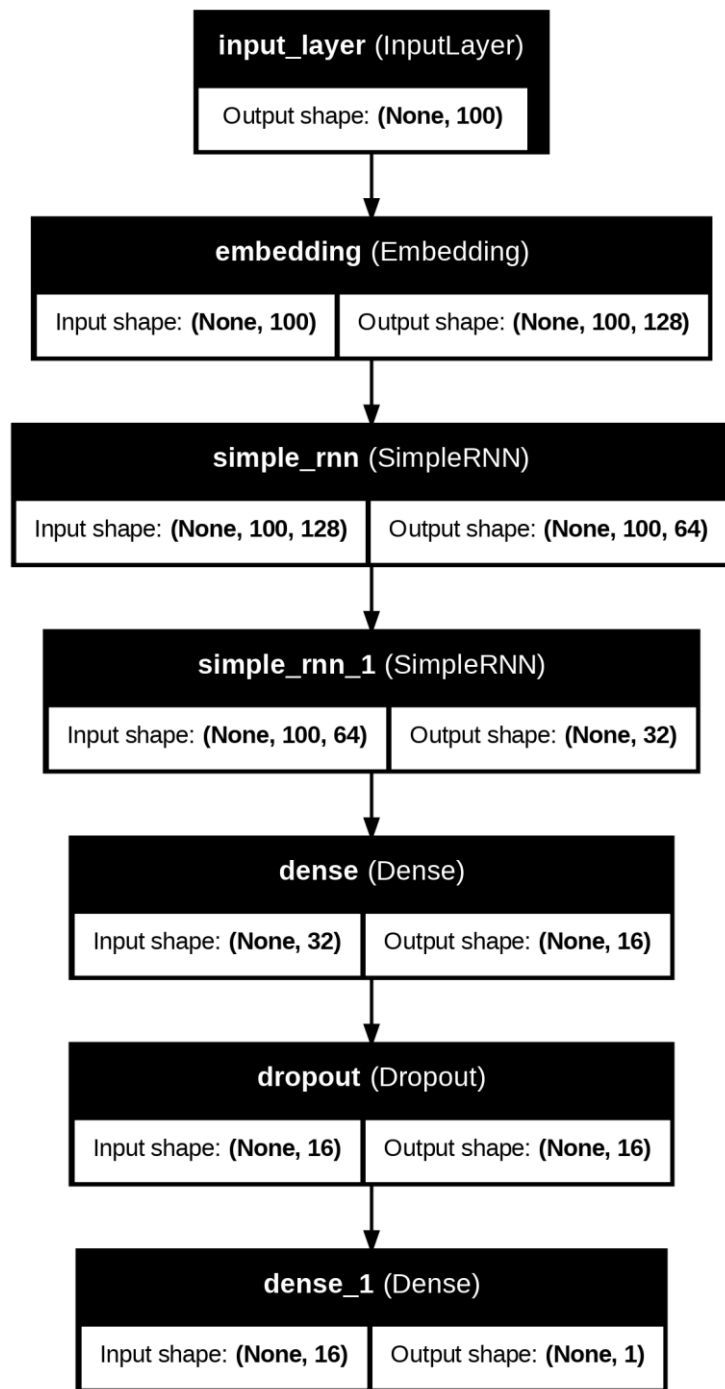 input_layer (InputLayer)
Output shape: (None, 100)
embedding (Embedding)
Input shape: (None, 100) Output shape: (None, 100, 128)
simple_rnn (SimpleRNN)
Input shape: (None, 100, 128) Output shape: (None, 100, 64)
simple_rnn_1 (SimpleRNN)
Input shape: (None, 100, 64) Output shape: (None, 32)
dense (Dense)
Input shape: (None, 32) Output shape: (None, 16)
dropout (Dropout)
Input shape: (None, 16) Output shape: (None, 16)
dense_1 (Dense)
Input shape: (None, 16) Output shape: (None, 1)